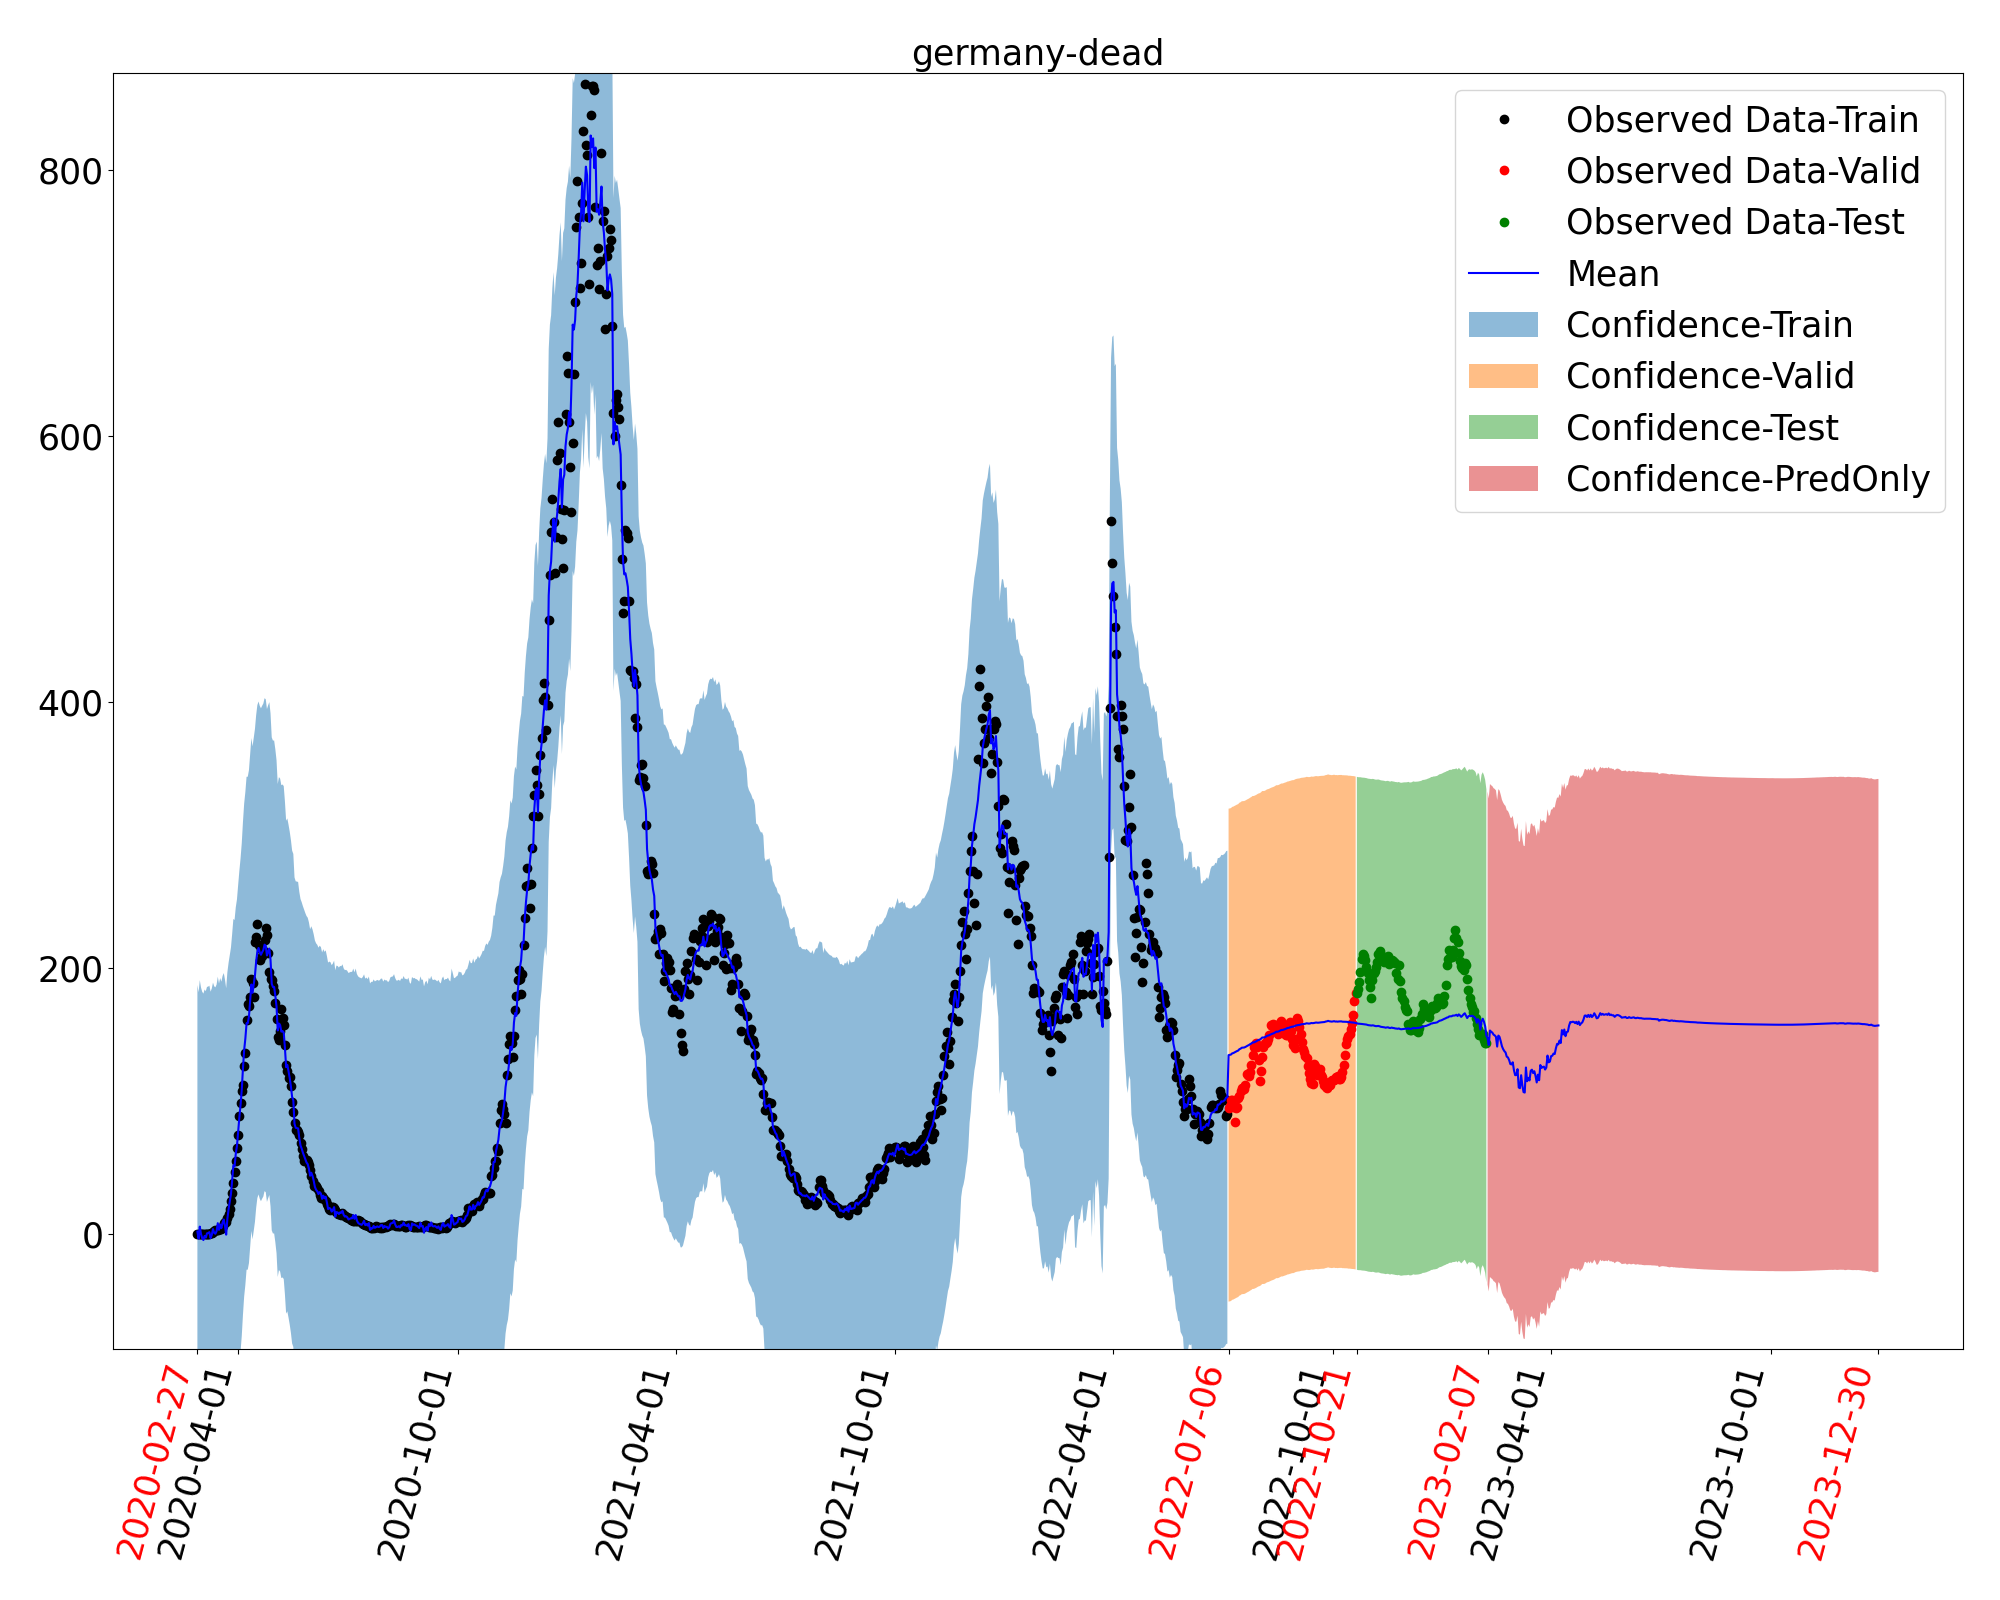 germany-dead
Observed Data-Train
Observed Data-Valid
Observed Data-Test
Mean
Confidence-Train
Confidence-Valid
Confidence-Test
Confidence-PredOnly
800
600
400
200
0
2020-02-27
2020-04-01
2020-10-01
2021-04-01
2021-10-01
2022-04-01
2022-07-06
2022-10-01
2022-10-21
2023-02-07
2023-04-01
2023-10-01
2023-12-30